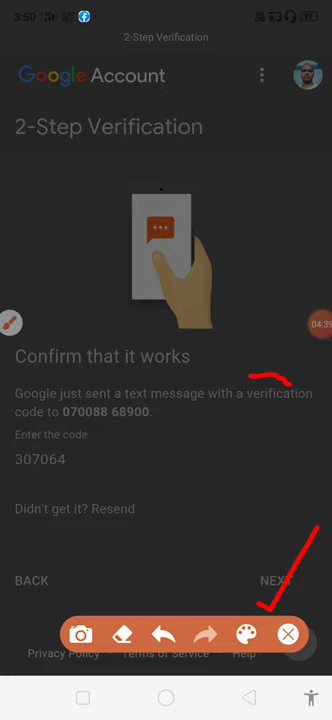 3:50
2-Step Verification
Google Account
2-Step Verification
04:39
Confirm that it works
Google just sent a text message with a verification
code to 070088 68900.
Enter the code
307064
Didn't get it? Resend
BACK NEXT
Privacy Policy · Terms of Service · Help